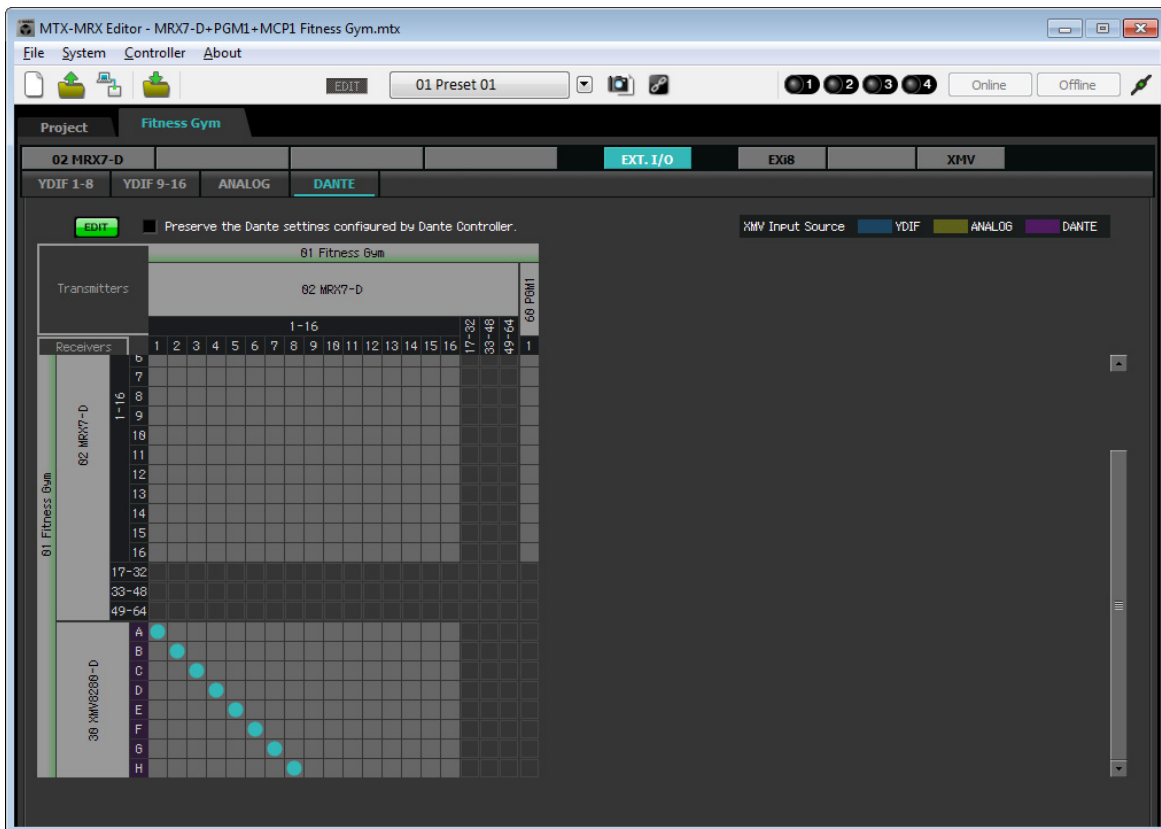 MTX-MRX Editor - MRX7-D+PGM1+MCP1 Fitness Gym.mtx
File System Controller About
EDIT 01 Preset 01 1 2 3 4 Online Offline
Project Fitness Gym
02 MRX7-D EXT. I/O EXi8 XMV
YDIF 1-8 YDIF 9-16 ANALOG DANTE
EDIT Preserve the Dante settings configured by Dante Controller. XMV Input Source YDIF ANALOG DANTE
01 Fitness Gym
Transmitters 02 MRX7-D 60 PGM1
1-16 17-32 33-48 49-64
Receivers 1 2 3 4 5 6 7 8 9 10 11 12 13 14 15 16 1
01 Fitness Gym
02 MRX7-D
1-16
6
7
8
9
10
11
12
13
14
15
16
17-32
33-48
49-64
30 XMV8280-D
A
B
C
D
E
F
G
H